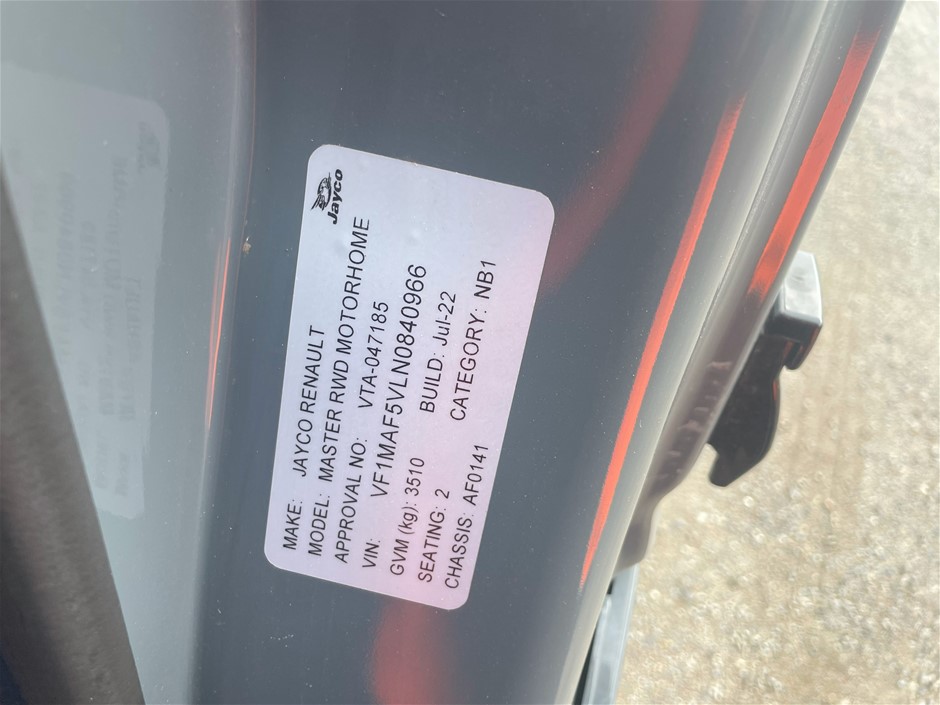 Jayco
MAKE: JAYCO RENAULT
MODEL: MASTER RWD MOTORHOME
APPROVAL NO: VTA-047185
VIN: VF1MAF5VLN0840966
GVM (kg): 3510 BUILD: Jul-22
SEATING: 2 CATEGORY: NB1
CHASSIS: AF0141